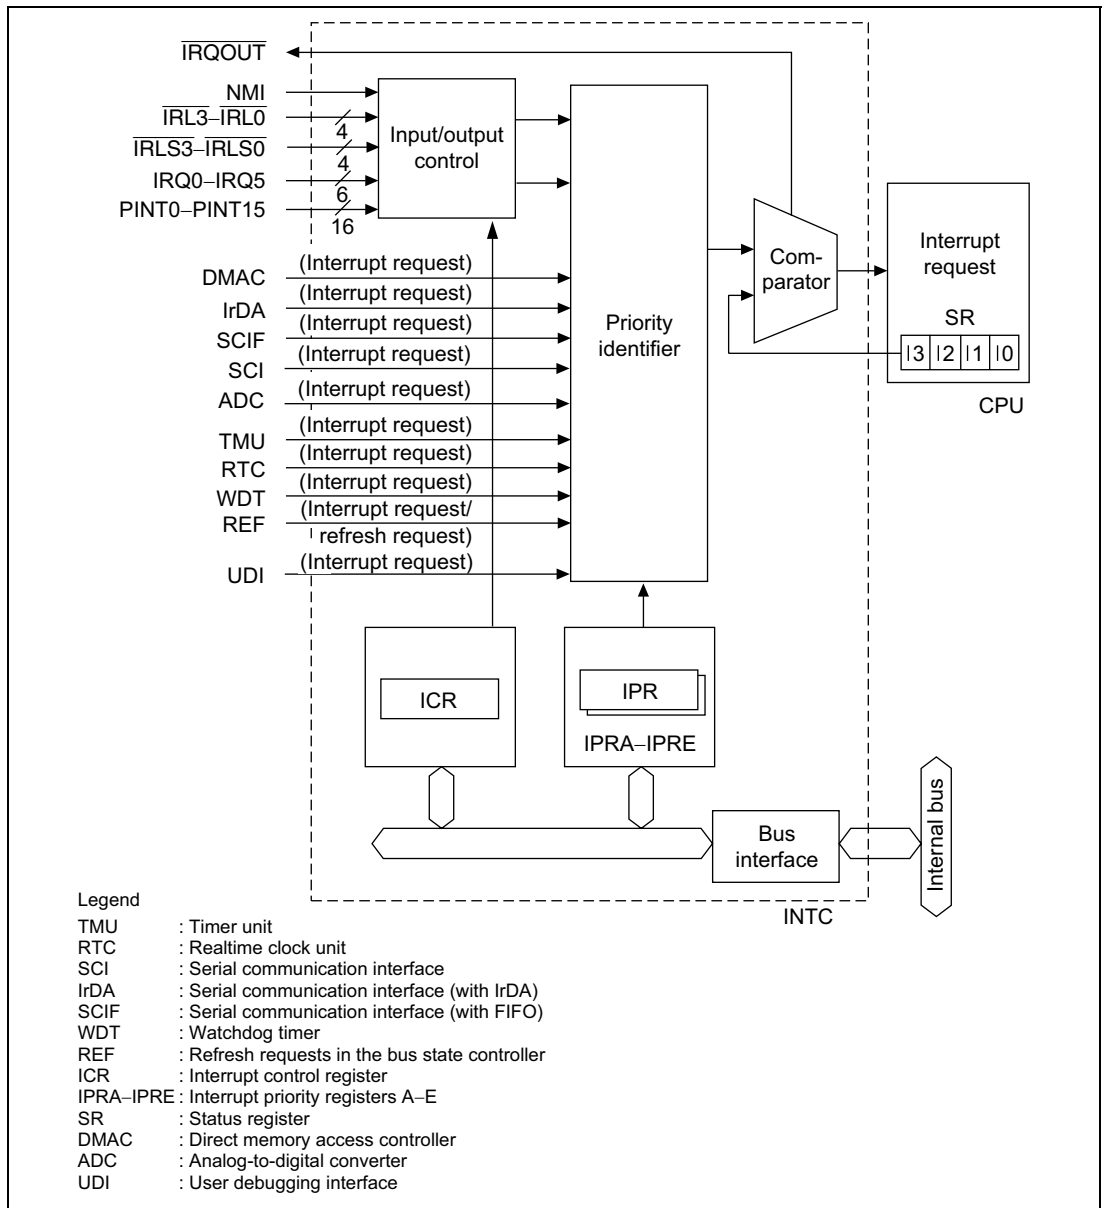 IRQOUT
NMI
IRL3–IRL0
4
IRLS3–IRLS0
4
IRQ0–IRQ5
6
PINT0–PINT15
16
Input/output
control
DMAC
(Interrupt request)
IrDA
(Interrupt request)
SCIF
(Interrupt request)
SCI
(Interrupt request)
ADC
(Interrupt request)
TMU
(Interrupt request)
RTC
(Interrupt request)
WDT
(Interrupt request)
REF
(Interrupt request/
refresh request)
UDI
(Interrupt request)
Priority
identifier
Com-
parator
Interrupt
request
SR
I3 I2 I1 I0
CPU
ICR
IPR
IPRA–IPRE
Bus
interface
Internal bus
INTC
Legend
TMU : Timer unit
RTC : Realtime clock unit
SCI : Serial communication interface
IrDA : Serial communication interface (with IrDA)
SCIF : Serial communication interface (with FIFO)
WDT : Watchdog timer
REF : Refresh requests in the bus state controller
ICR : Interrupt control register
IPRA–IPRE : Interrupt priority registers A–E
SR : Status register
DMAC : Direct memory access controller
ADC : Analog-to-digital converter
UDI : User debugging interface